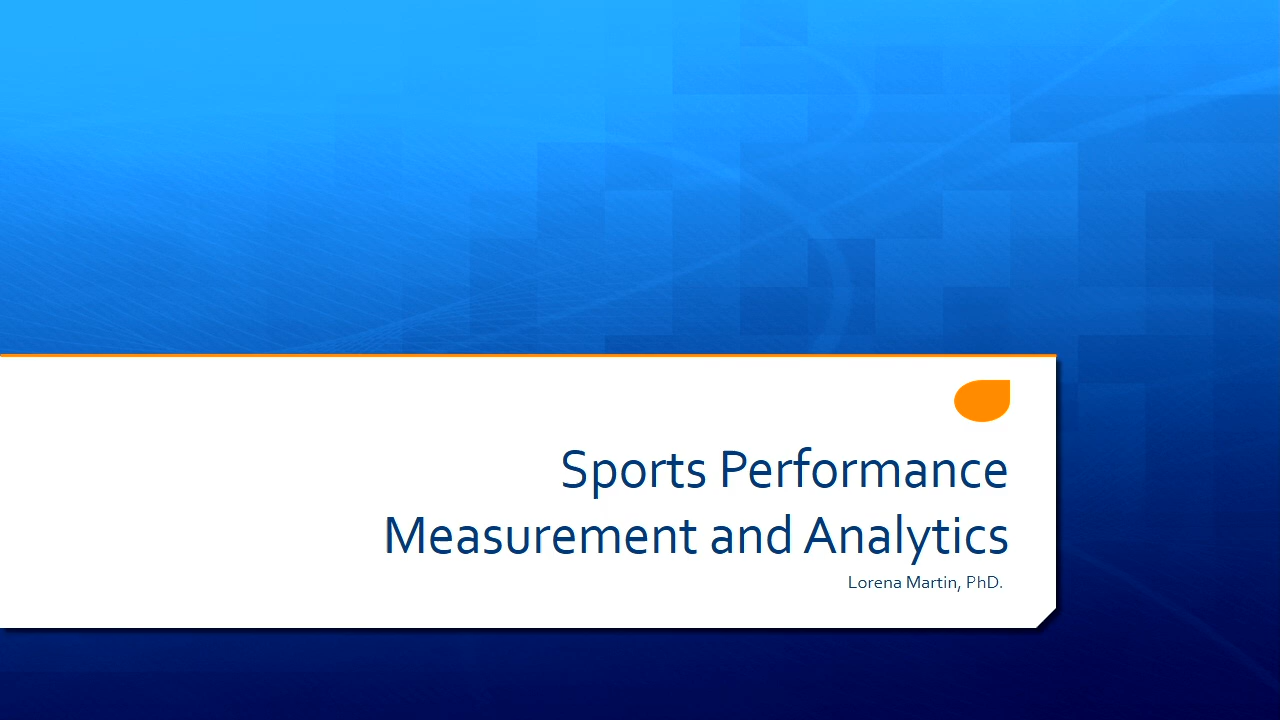 Sports Performance
Measurement and Analytics
Lorena Martin, PhD.